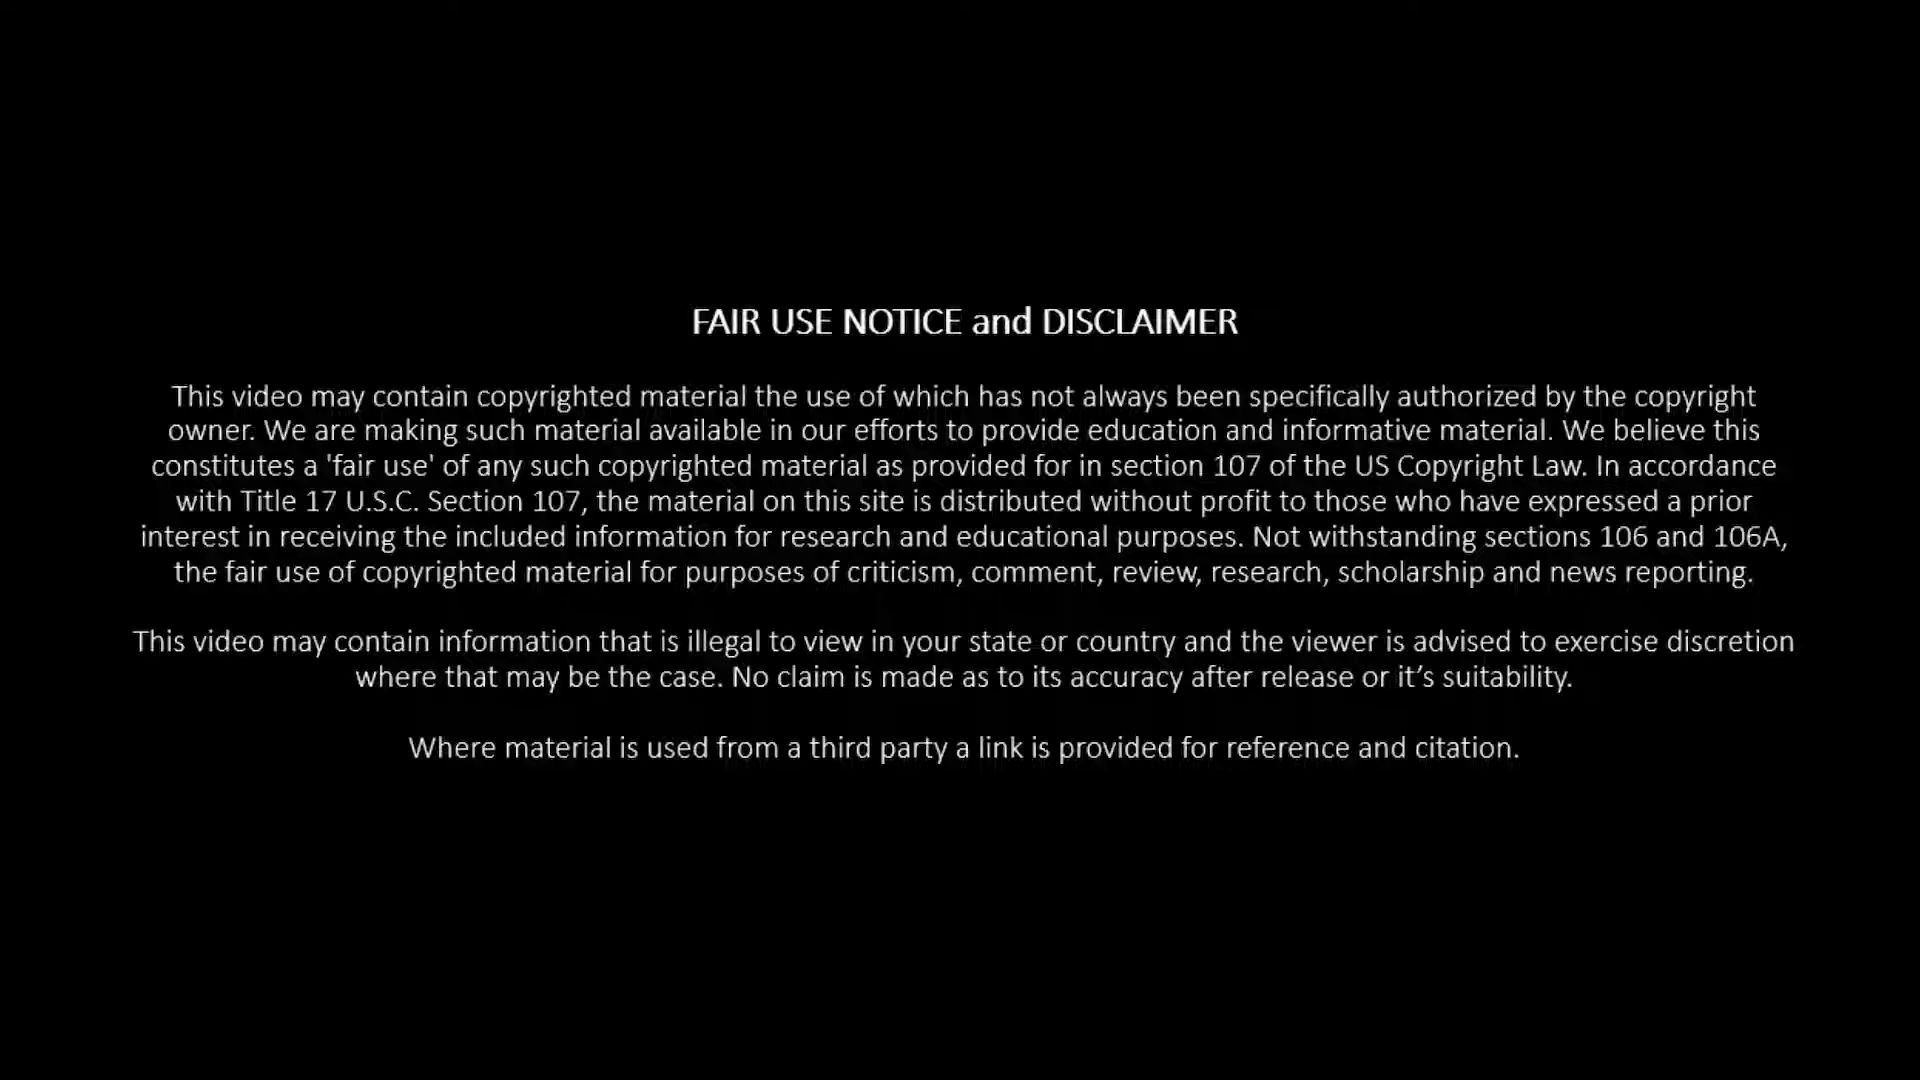 FAIR USE NOTICE and DISCLAIMER
This video may contain copyrighted material the use of which has not always been specifically authorized by the copyright
owner. We are making such material available in our efforts to provide education and informative material. We believe this
constitutes a 'fair use' of any such copyrighted material as provided for in section 107 of the US Copyright Law. In accordance
with Title 17 U.S.C. Section 107, the material on this site is distributed without profit to those who have expressed a prior
interest in receiving the included information for research and educational purposes. Not withstanding sections 106 and 106A,
the fair use of copyrighted material for purposes of criticism, comment, review, research, scholarship and news reporting.
This video may contain information that is illegal to view in your state or country and the viewer is advised to exercise discretion
where that may be the case. No claim is made as to its accuracy after release or it’s suitability.
Where material is used from a third party a link is provided for reference and citation.